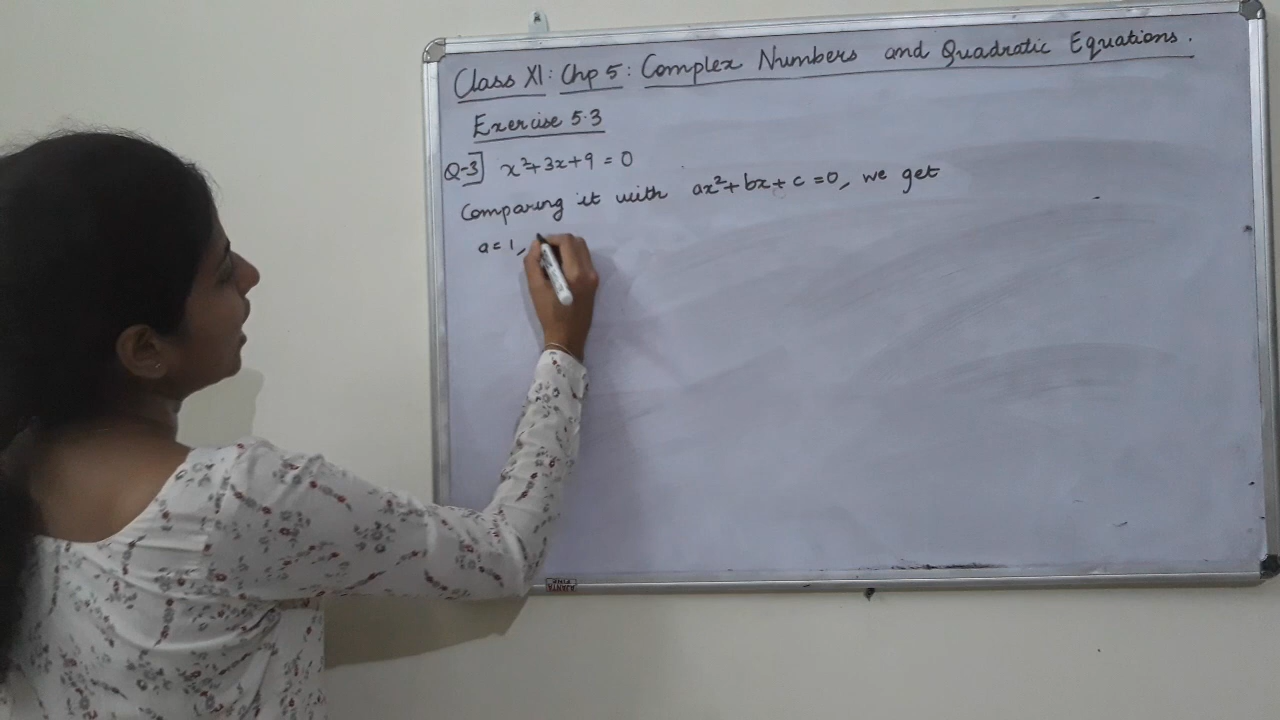 Class XI: Chp 5: Complex Numbers and Quadratic Equations.
Exercise 5.3
Q-3] x²+3x+9=0
Comparing it with ax²+bx+c=0, we get
a=1,